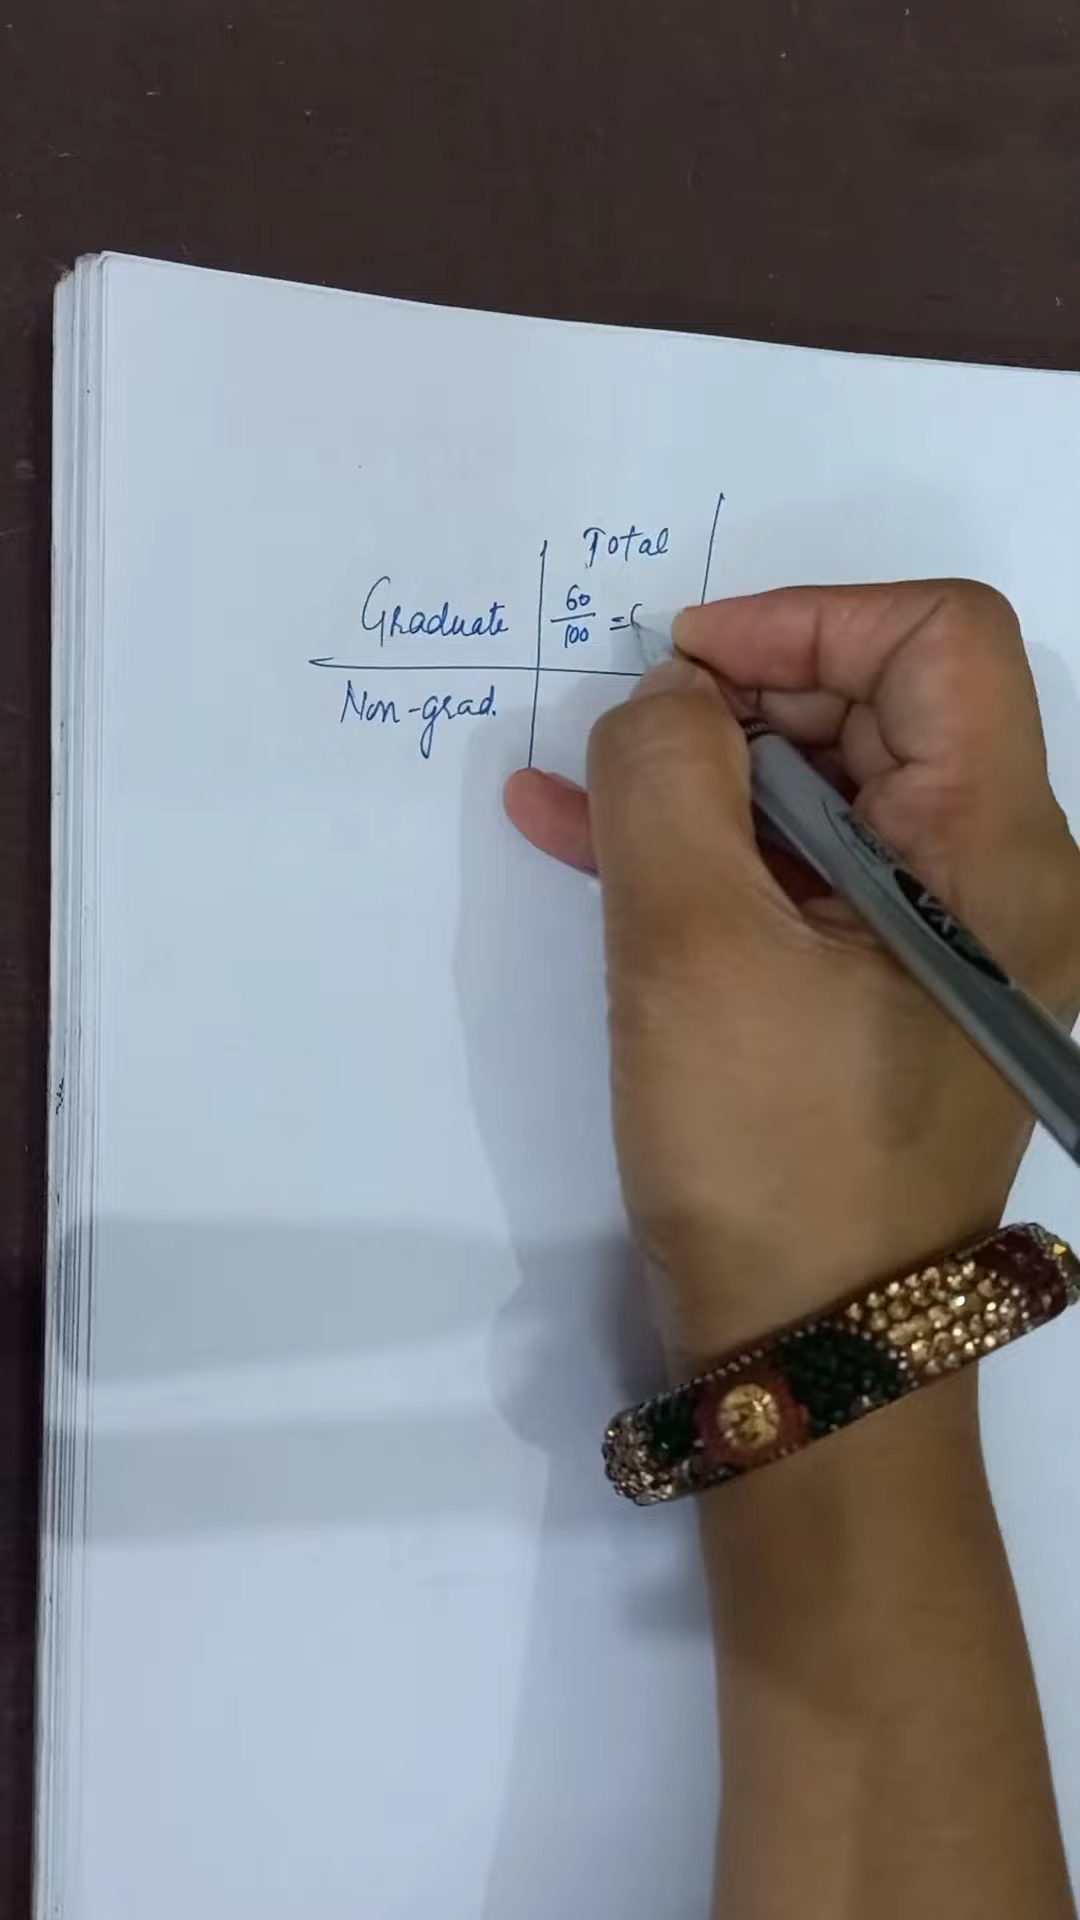 Total
Graduate 60/100 =
Non-grad.